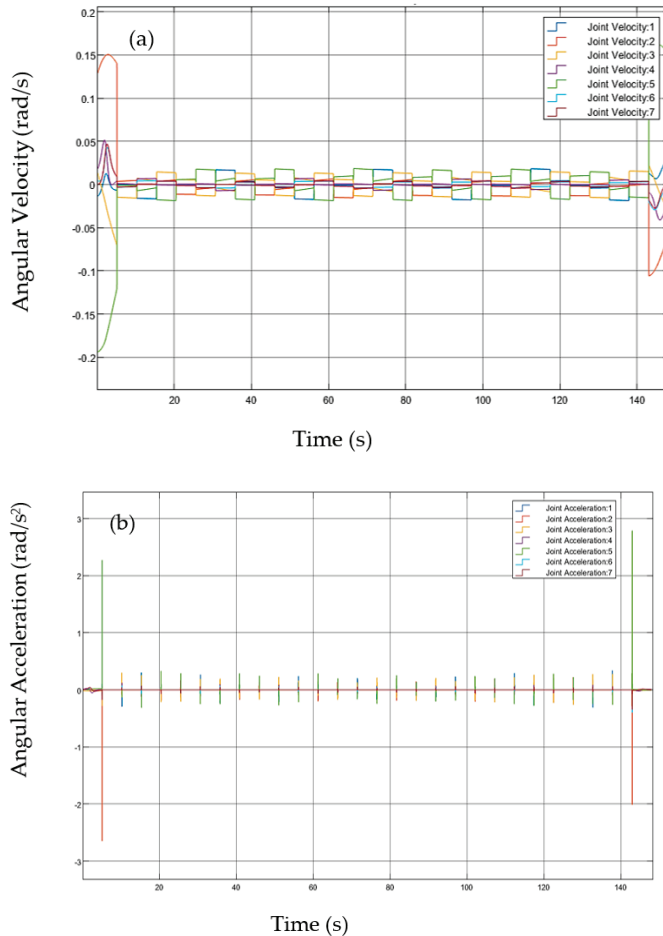 (a)
Joint Velocity:1
Joint Velocity:2
Joint Velocity:3
Joint Velocity:4
Joint Velocity:5
Joint Velocity:6
Joint Velocity:7
0.2
0.15
0.1
0.05
0
-0.05
-0.1
-0.15
-0.2
Angular Velocity (rad/s)
20 40 60 80 100 120 140
Time (s)
(b)
Joint Acceleration:1
Joint Acceleration:2
Joint Acceleration:3
Joint Acceleration:4
Joint Acceleration:5
Joint Acceleration:6
Joint Acceleration:7
3
2
1
0
-1
-2
-3
Angular Acceleration (rad/s²)
20 40 60 80 100 120 140
Time (s)